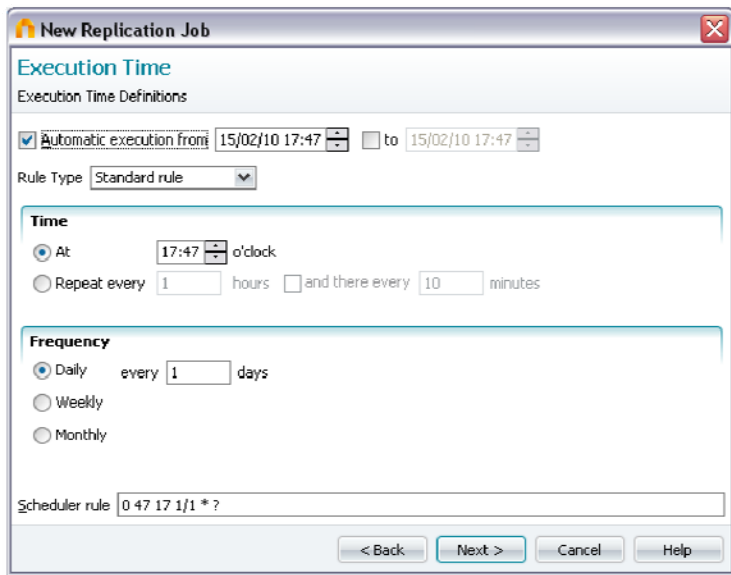 New Replication Job
Execution Time
Execution Time Definitions
Automatic execution from 15/02/10 17:47 to 15/02/10 17:47
Rule Type Standard rule
Time
At 17:47 o'clock
Repeat every 1 hours and there every 10 minutes
Frequency
Daily every 1 days
Weekly
Monthly
Scheduler rule 0 47 17 1/1 * ?
< Back Next > Cancel Help